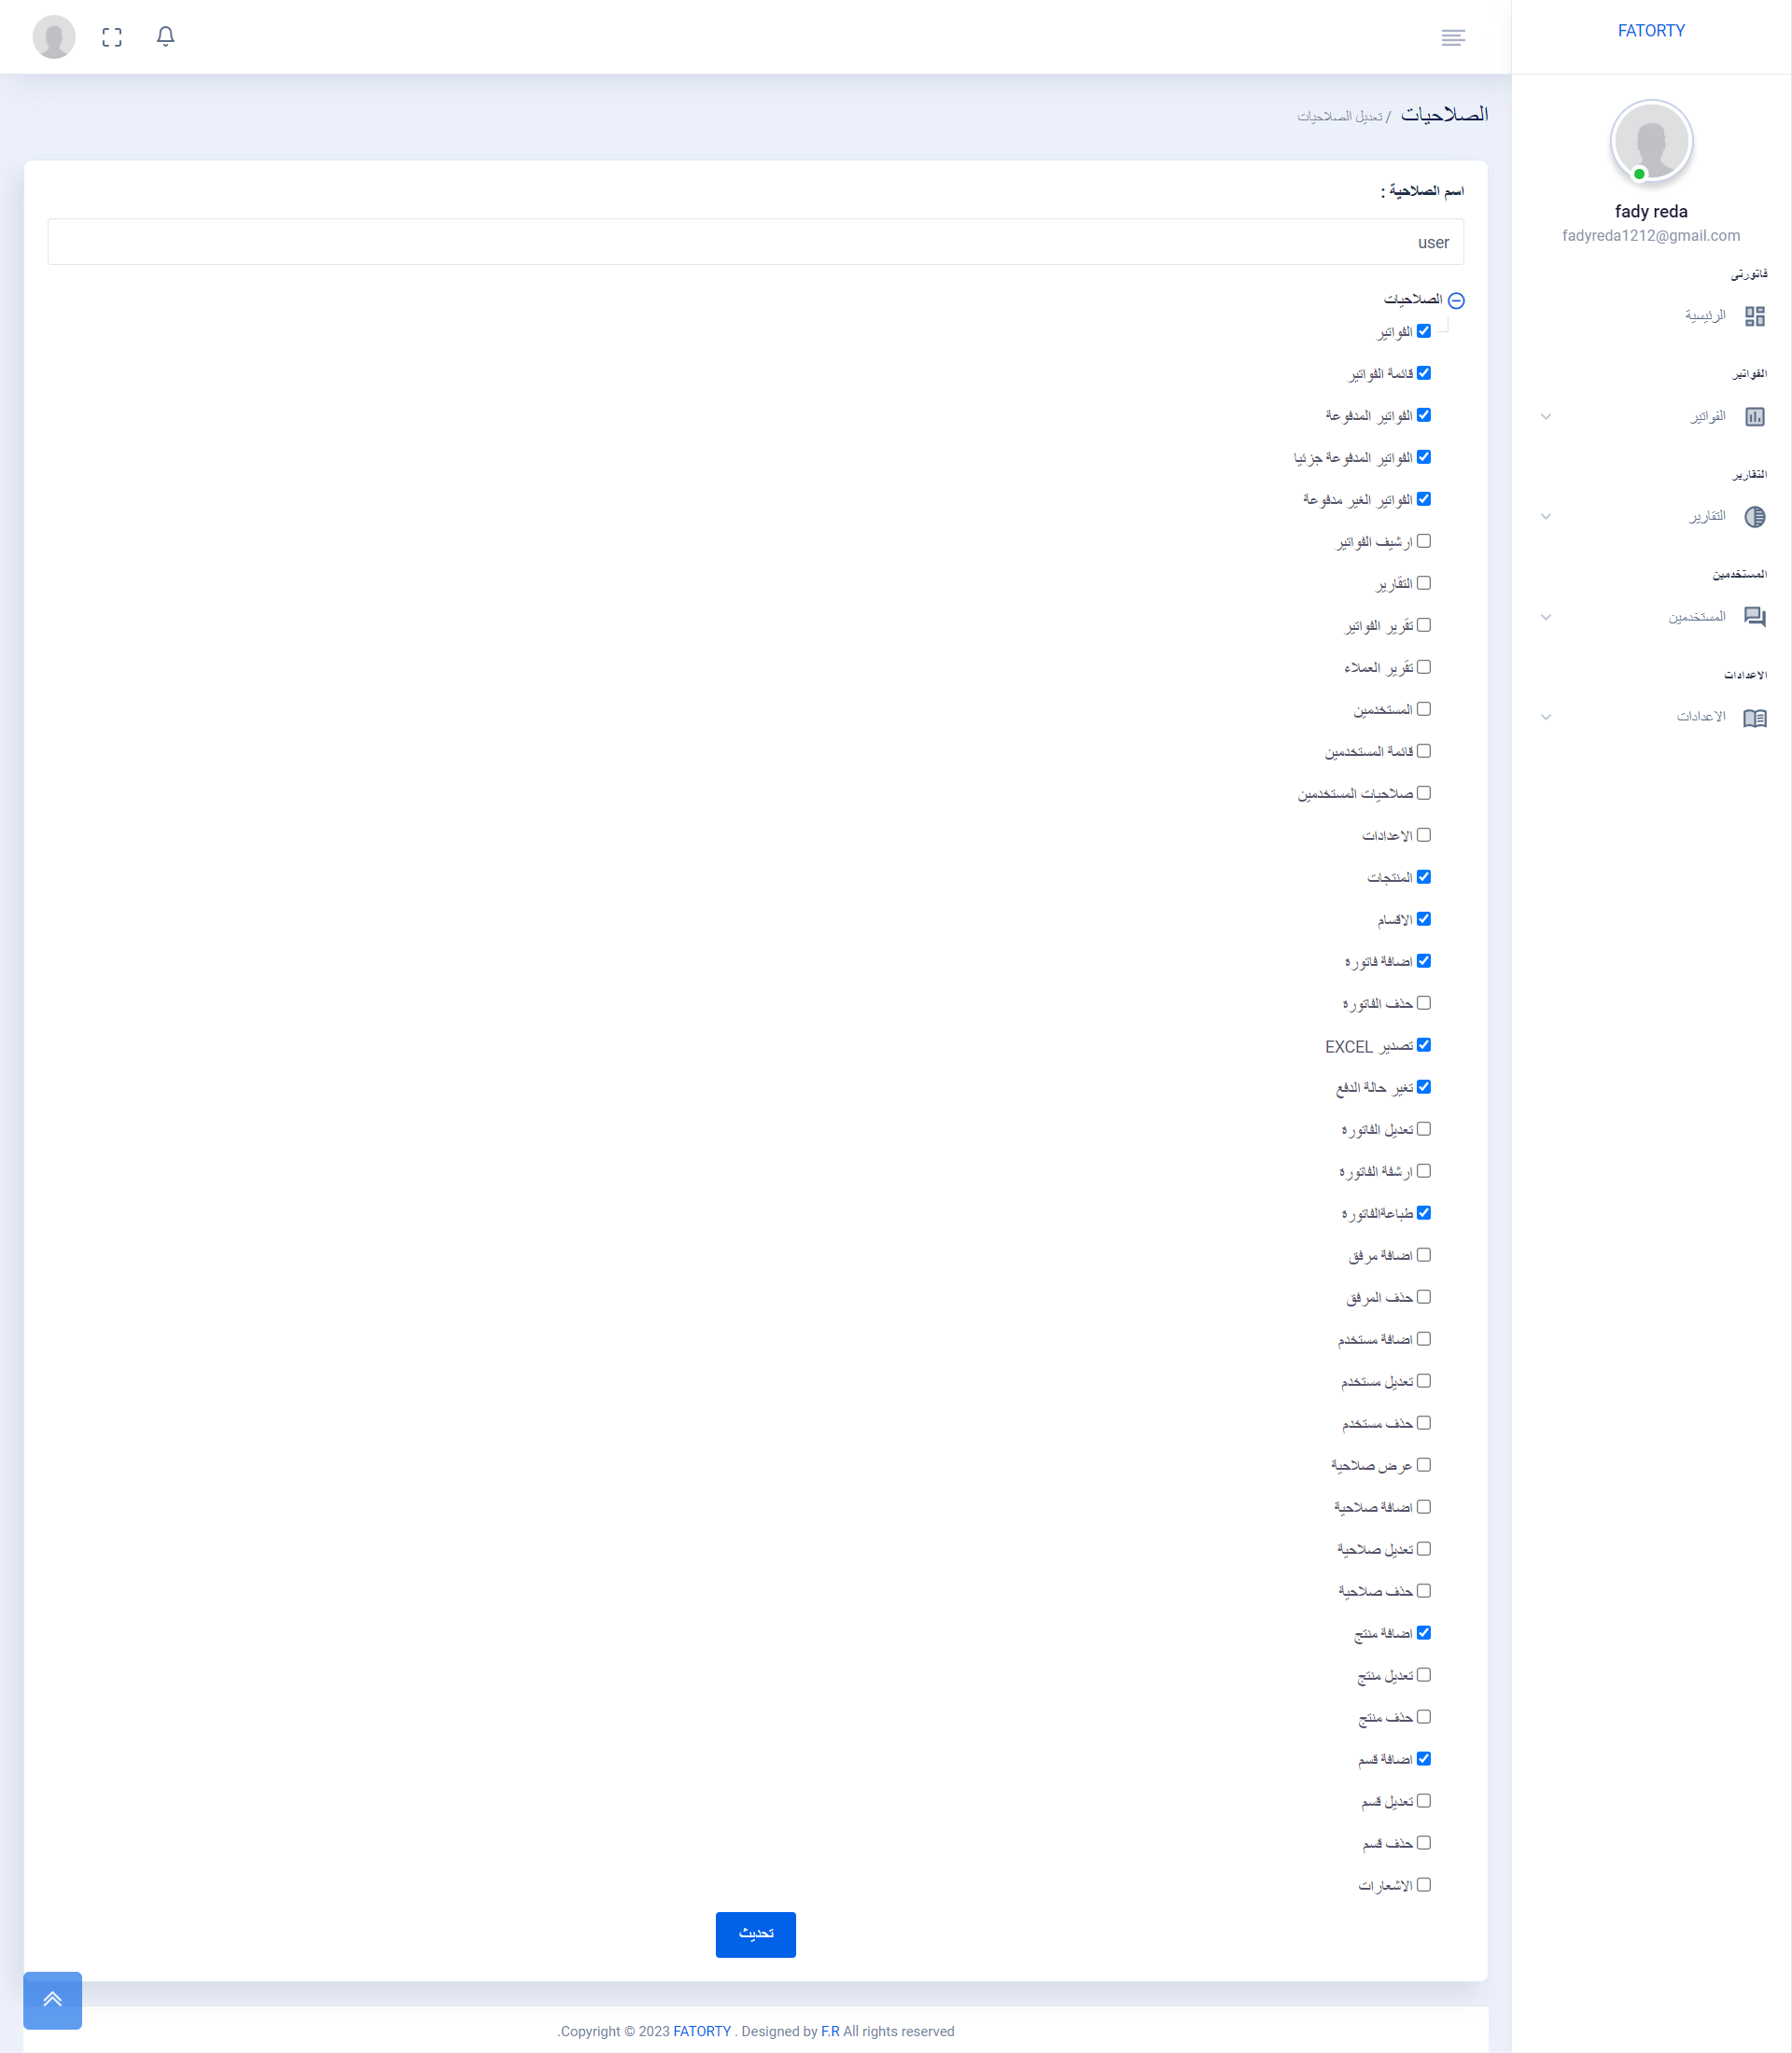 FATORTY
fady reda
fadyreda1212@gmail.com
فاتورتى
الرئيسية
الفواتير
الفواتير
التقارير
التقارير
المستخدمين
المستخدمين
الاعدادات
الاعدادات
الصلاحيات / تعديل الصلاحيات
اسم الصلاحية :
user
الصلاحيات
الفواتير
قائمة الفواتير
الفواتير المدفوعة
الفواتير المدفوعة جزئيا
الفواتير الغير مدفوعة
ارشيف الفواتير
التقارير
تقرير الفواتير
تقرير العملاء
المستخدمين
قائمة المستخدمين
صلاحيات المستخدمين
الاعدادات
المنتجات
الاقسام
اضافة فاتورة
حذف الفاتورة
تصدير EXCEL
تغير حالة الدفع
تعديل الفاتورة
ارشفة الفاتورة
طباعةالفاتورة
اضافة مرفق
حذف المرفق
اضافة مستخدم
تعديل مستخدم
حذف مستخدم
عرض صلاحية
اضافة صلاحية
تعديل صلاحية
حذف صلاحية
اضافة منتج
تعديل منتج
حذف منتج
اضافة قسم
تعديل قسم
حذف قسم
الاشعارات
تحديث
.Copyright © 2023 FATORTY . Designed by F.R All rights reserved